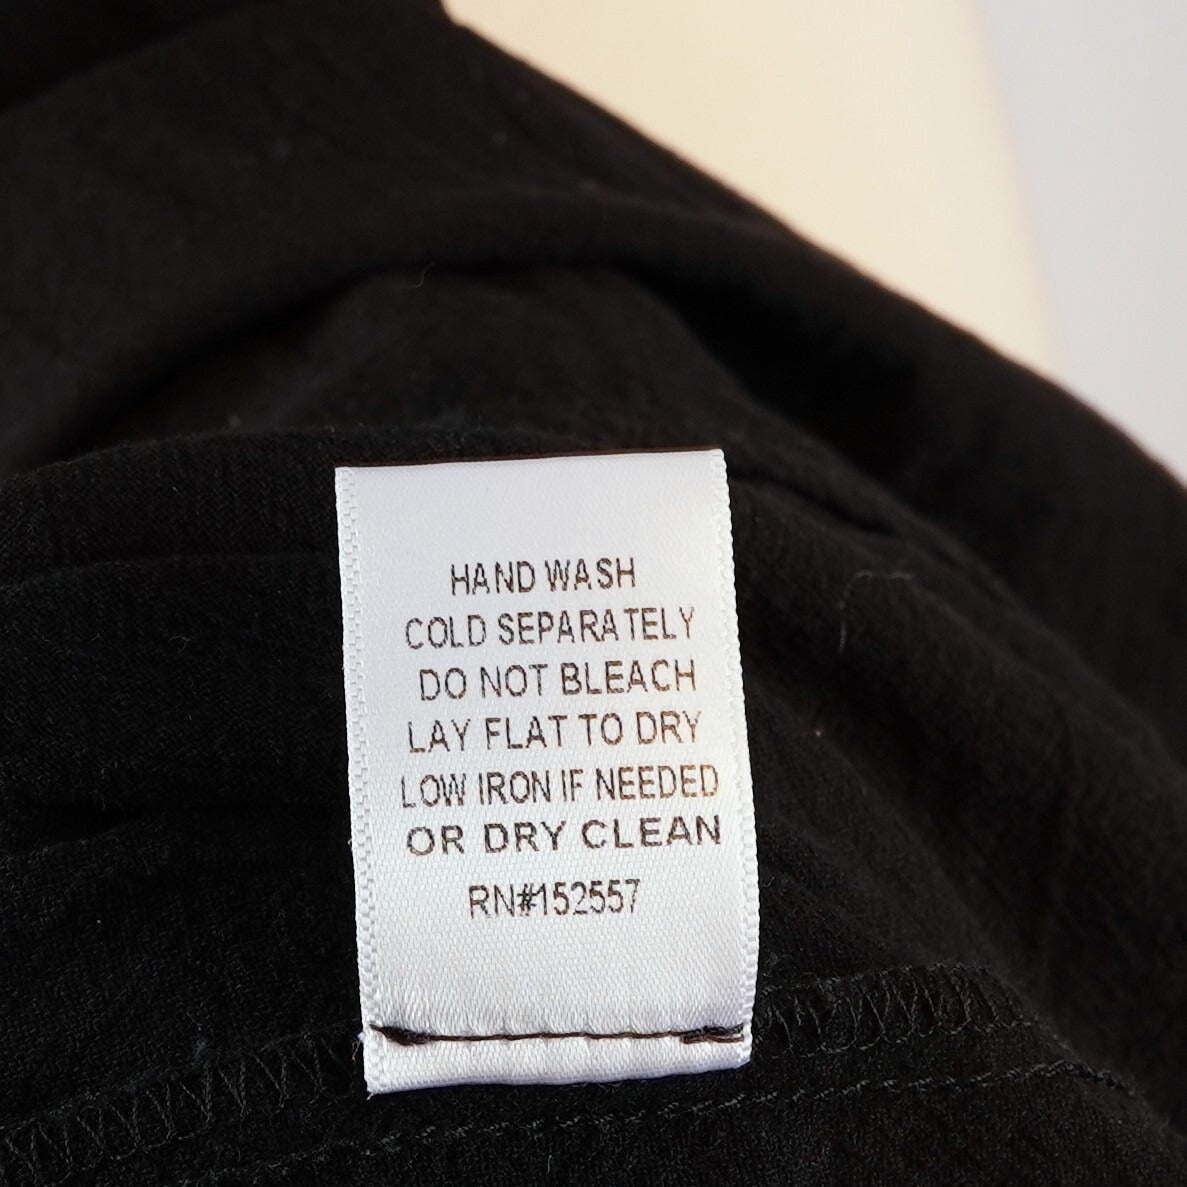 HAND WASH
COLD SEPARATELY
DO NOT BLEACH
LAY FLAT TO DRY
LOW IRON IF NEEDED
OR DRY CLEAN
RN#152557